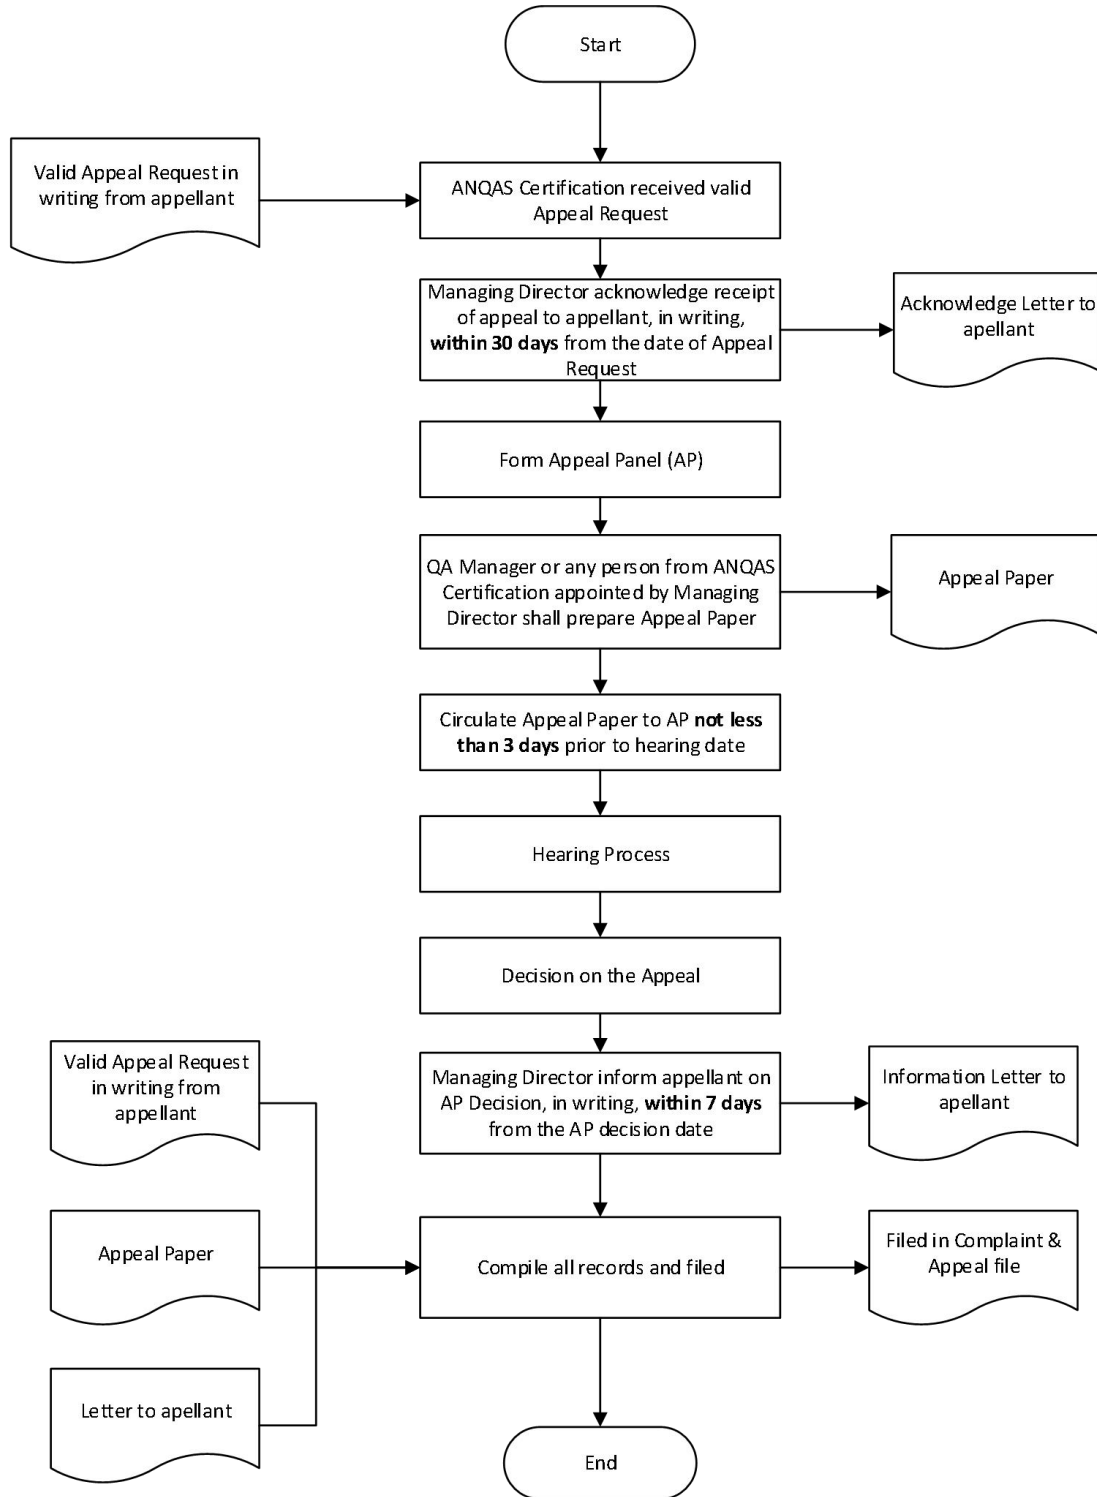 Start
Valid Appeal Request in
writing from appellant
ANQAS Certification received valid
Appeal Request
Managing Director acknowledge receipt
of appeal to appellant, in writing,
within 30 days from the date of Appeal
Request
Acknowledge Letter to
apellant
Form Appeal Panel (AP)
QA Manager or any person from ANQAS
Certification appointed by Managing
Director shall prepare Appeal Paper
Appeal Paper
Circulate Appeal Paper to AP not less
than 3 days prior to hearing date
Hearing Process
Decision on the Appeal
Valid Appeal Request
in writing from
appellant
Managing Director inform appellant on
AP Decision, in writing, within 7 days
from the AP decision date
Information Letter to
apellant
Appeal Paper
Compile all records and filed
Filed in Complaint &
Appeal file
Letter to apellant
End